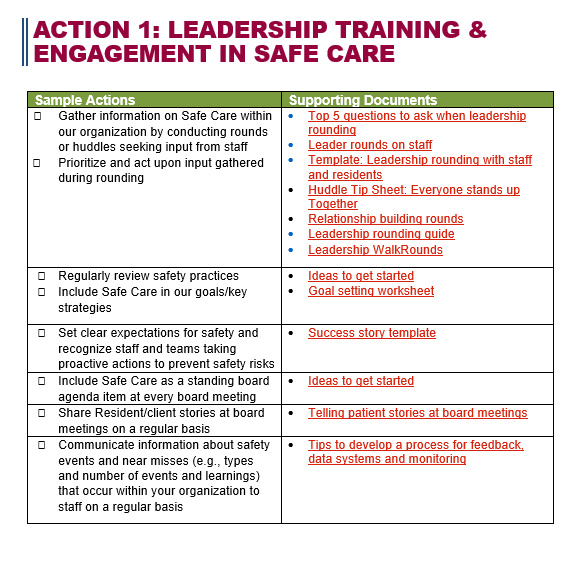 ACTION 1: LEADERSHIP TRAINING &
ENGAGEMENT IN SAFE CARE
Sample Actions
Supporting Documents
Gather information on Safe Care within
our organization by conducting rounds
or huddles seeking input from staff
Prioritize and act upon input gathered
during rounding
Top 5 questions to ask when leadership
rounding
Leader rounds on staff
Template: Leadership rounding with staff
and residents
Huddle Tip Sheet: Everyone stands up
Together
Relationship building rounds
Leadership rounding guide
Leadership WalkRounds
Regularly review safety practices
Include Safe Care in our goals/key
strategies
Ideas to get started
Goal setting worksheet
Set clear expectations for safety and
recognize staff and teams taking
proactive actions to prevent safety risks
Success story template
Include Safe Care as a standing board
agenda item at every board meeting
Ideas to get started
Share Resident/client stories at board
meetings on a regular basis
Telling patient stories at board meetings
Communicate information about safety
events and near misses (e.g., types
and number of events and learnings)
that occur within your organization to
staff on a regular basis
Tips to develop a process for feedback,
data systems and monitoring